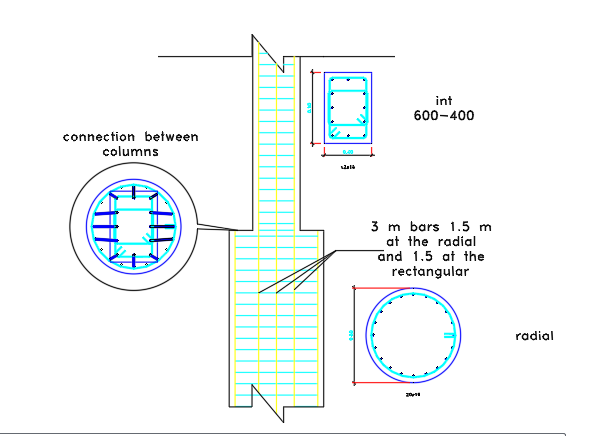 int
600-400
connection between
columns
3 m bars 1.5 m
at the radial
and 1.5 at the
rectangular
radial